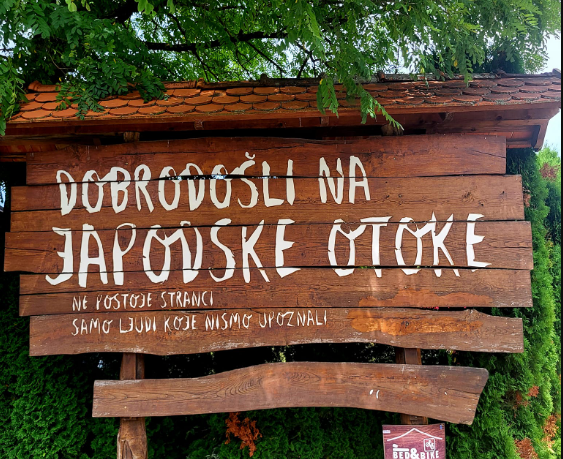 DOBRODOŠLI NA
JAPODSKE OTOKE
NE POSTOJE STRANCI
SAMO LJUDI KOJE NISMO UPOZNALI
BED&BIKE